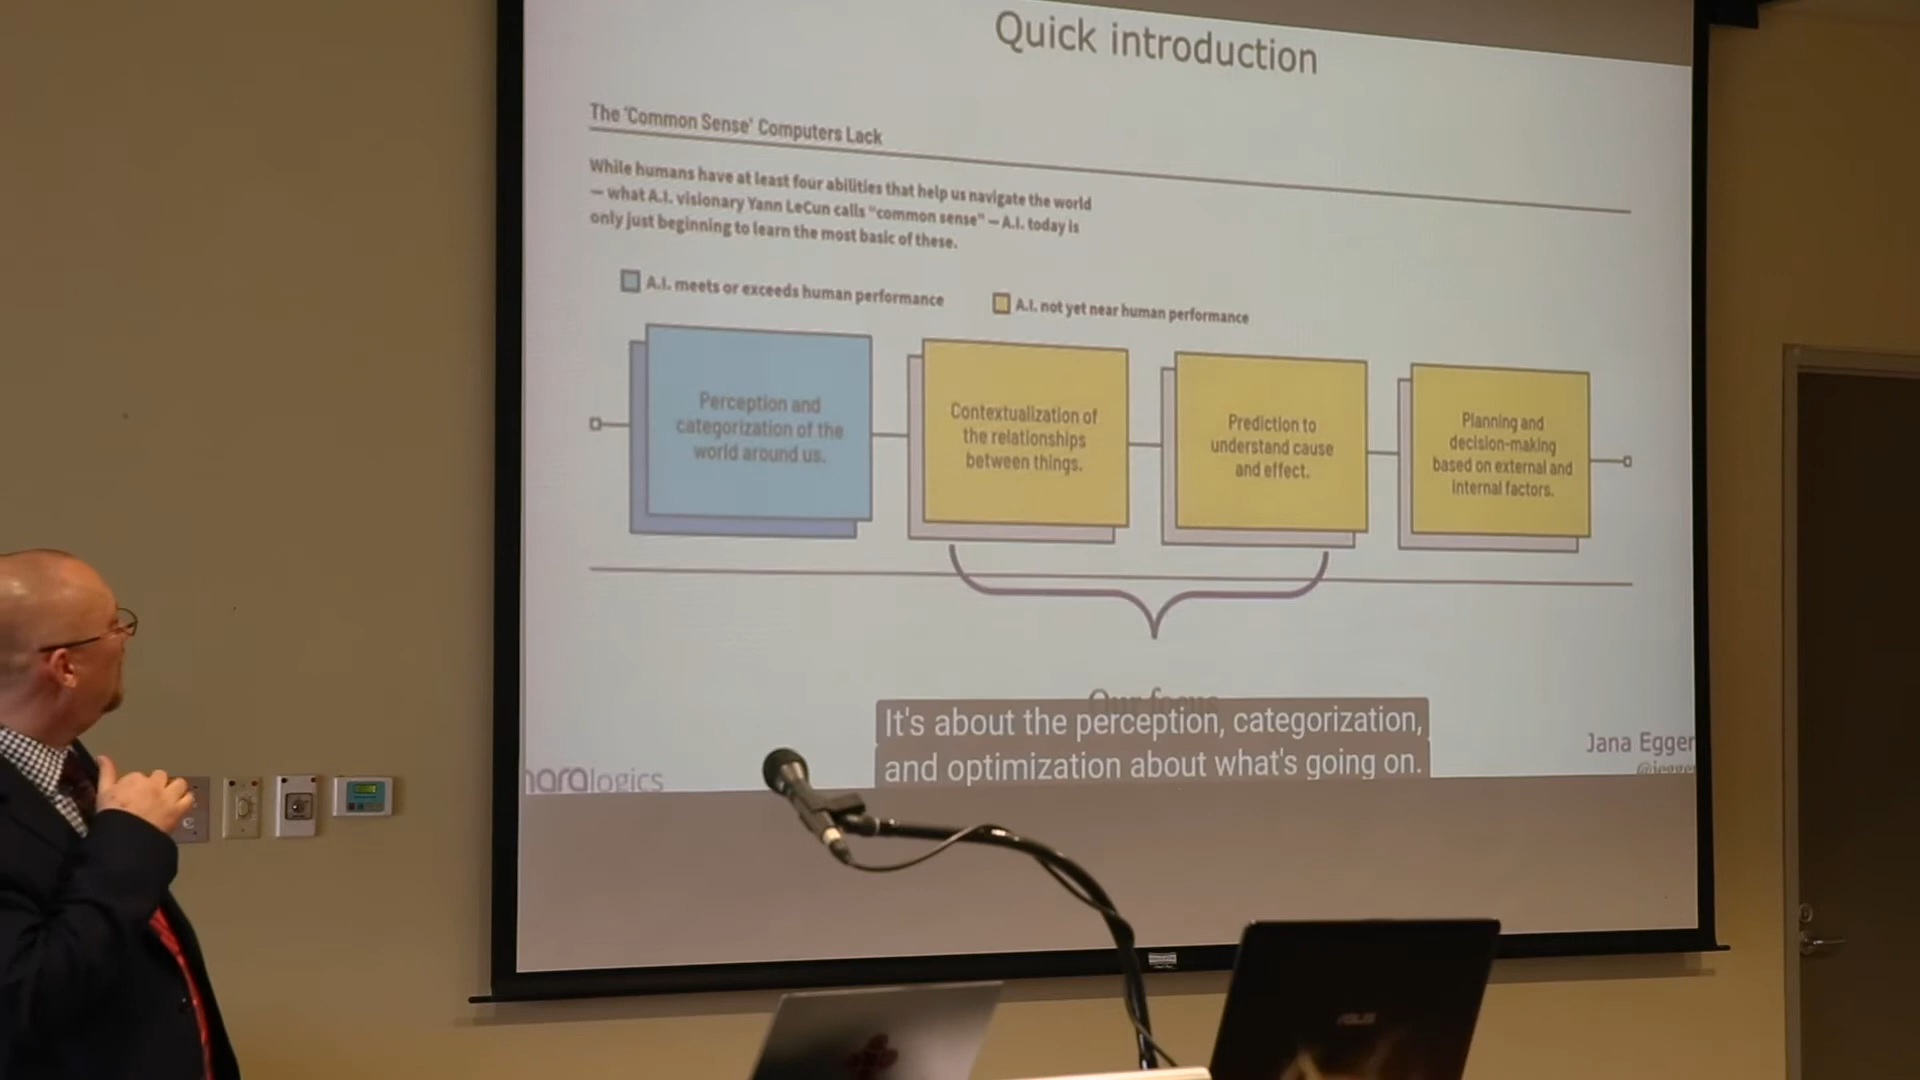 Quick introduction
The 'Common Sense' Computers Lack
While humans have at least four abilities that help us navigate the world
— what A.I. visionary Yann LeCun calls "common sense" — A.I. today is
only just beginning to learn the most basic of these.
A.I. meets or exceeds human performance
A.I. not yet near human performance
Perception and
categorization of the
world around us.
Contextualization of
the relationships
between things.
Prediction to
understand cause
and effect.
Planning and
decision-making
based on external and
internal factors.
Our focus
It's about the perception, categorization,
and optimization about what's going on.
Jana Egger
naralogics
ASUS